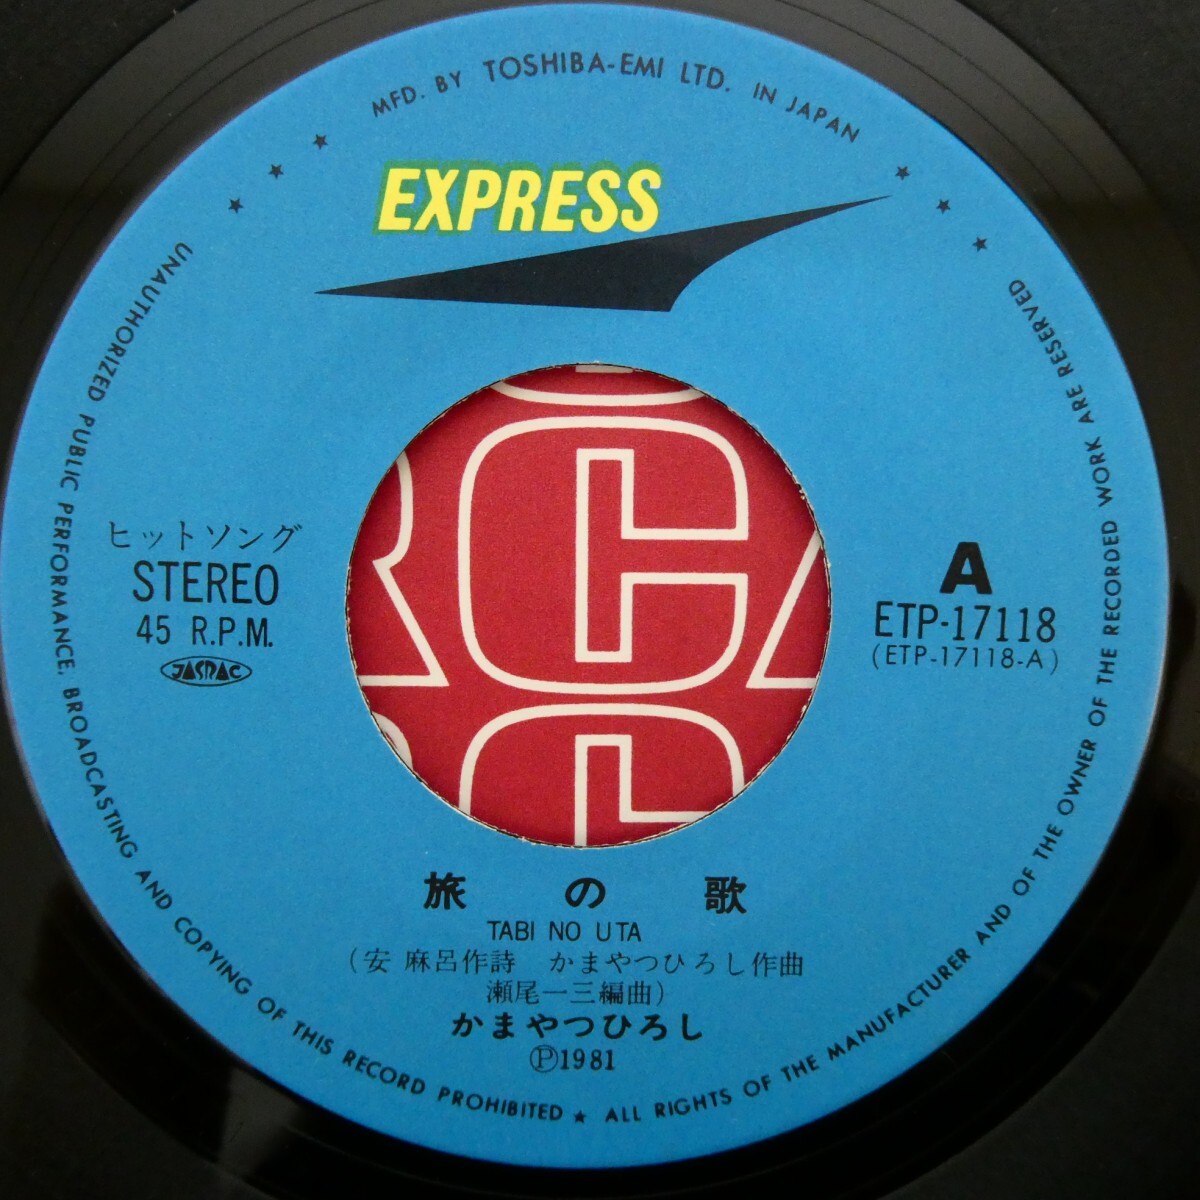 MFD. BY TOSHIBA-EMI LTD. IN JAPAN
EXPRESS
ヒットソング
STEREO
45 R.P.M.
JASRAC
RCA
A
ETP-17118
(ETP-17118-A)
旅の歌
TABI NO UTA
(安 麻呂作詩 かまやつひろし作曲
瀬尾一三編曲)
かまやつひろし
Ⓟ1981
UNAUTHORIZED PUBLIC PERFORMANCE, BROADCASTING AND COPYING OF THIS RECORD PROHIBITED ★ ALL RIGHTS OF THE MANUFACTURER AND OF THE OWNER OF THE RECORDED WORK ARE RESERVED